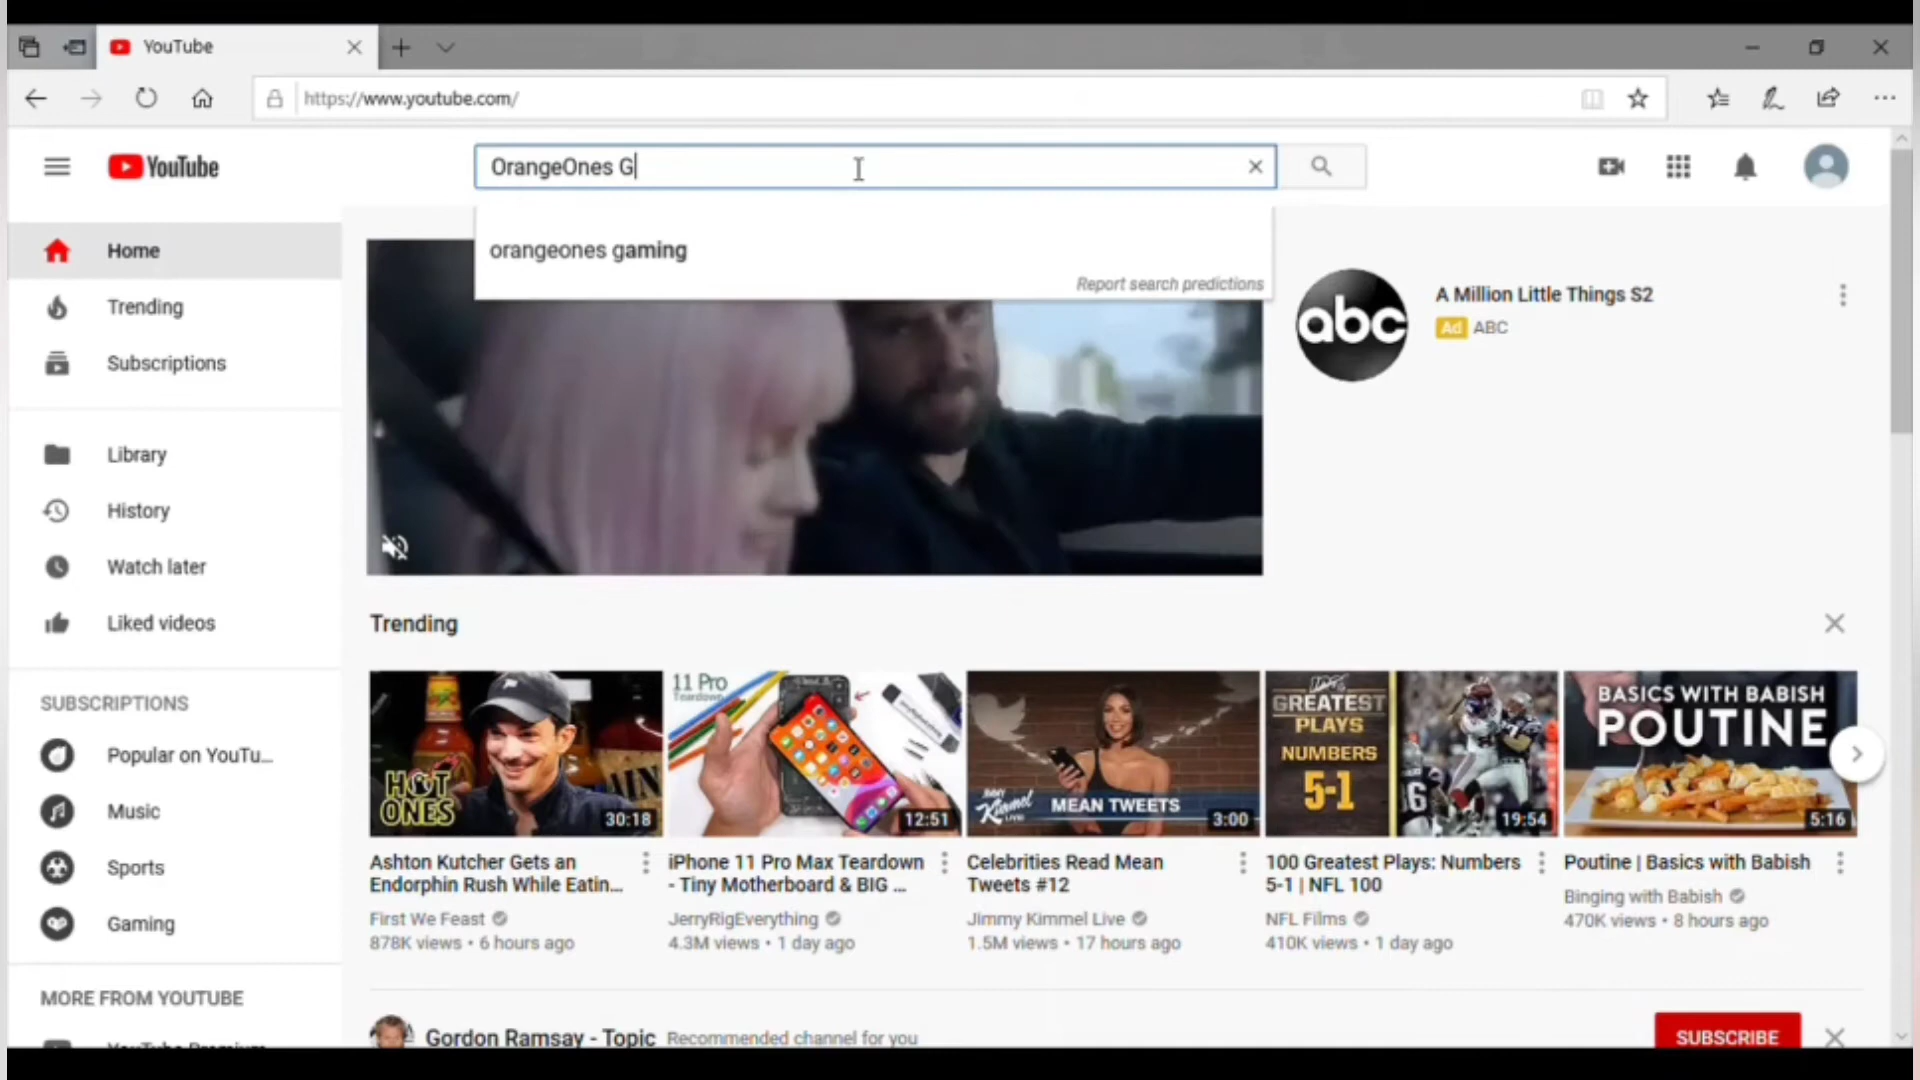 YouTube
https://www.youtube.com/
YouTube
OrangeOnes G
orangeones gaming
Report search predictions
Home
Trending
Subscriptions
Library
History
Watch later
Liked videos
SUBSCRIPTIONS
Popular on YouTu...
Music
Sports
Gaming
MORE FROM YOUTUBE
YouTube Premium
abc
A Million Little Things S2
Ad ABC
Trending
HOT
ONES
30:18
Ashton Kutcher Gets an
Endorphin Rush While Eatin...
First We Feast
878K views • 6 hours ago
11 Pro
Teardown
12:51
iPhone 11 Pro Max Teardown
- Tiny Motherboard & BIG ...
JerryRigEverything
4.3M views • 1 day ago
Jimmy
Kimmel
LIVE
MEAN TWEETS
3:00
Celebrities Read Mean
Tweets #12
Jimmy Kimmel Live
1.5M views • 17 hours ago
GREATEST
PLAYS
NUMBERS
5-1
19:54
100 Greatest Plays: Numbers
5-1 | NFL 100
NFL Films
410K views • 1 day ago
BASICS WITH BABISH
POUTINE
5:16
Poutine | Basics with Babish
Binging with Babish
470K views • 8 hours ago
Gordon Ramsay - Topic Recommended channel for you
SUBSCRIBE